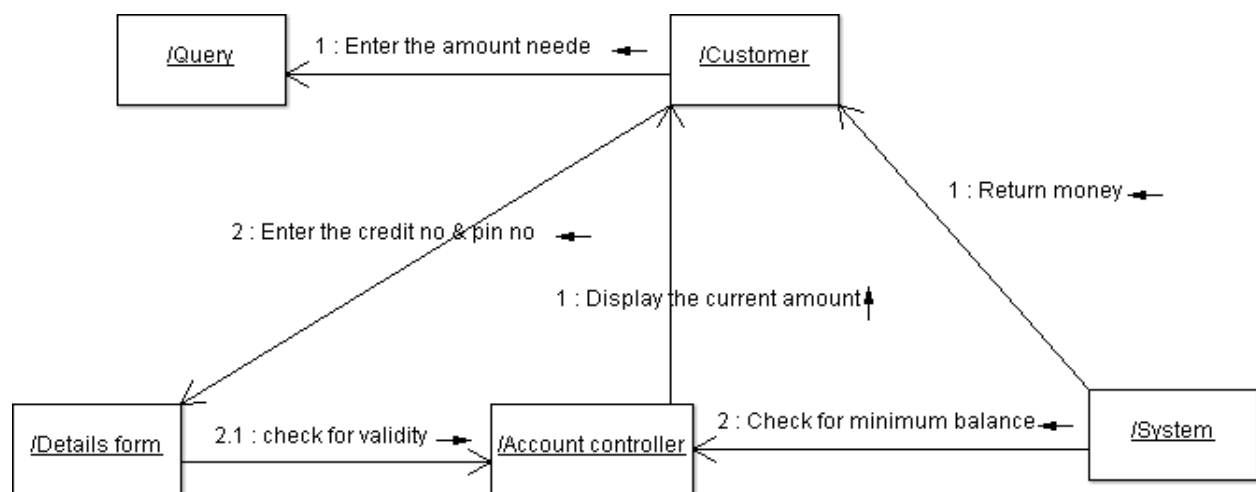 /Query
1 : Enter the amount neede
/Customer
1 : Return money
2 : Enter the credit no & pin no
1 : Display the current amount
/Details form
2.1 : check for validity
/Account controller
2 : Check for minimum balance
/System